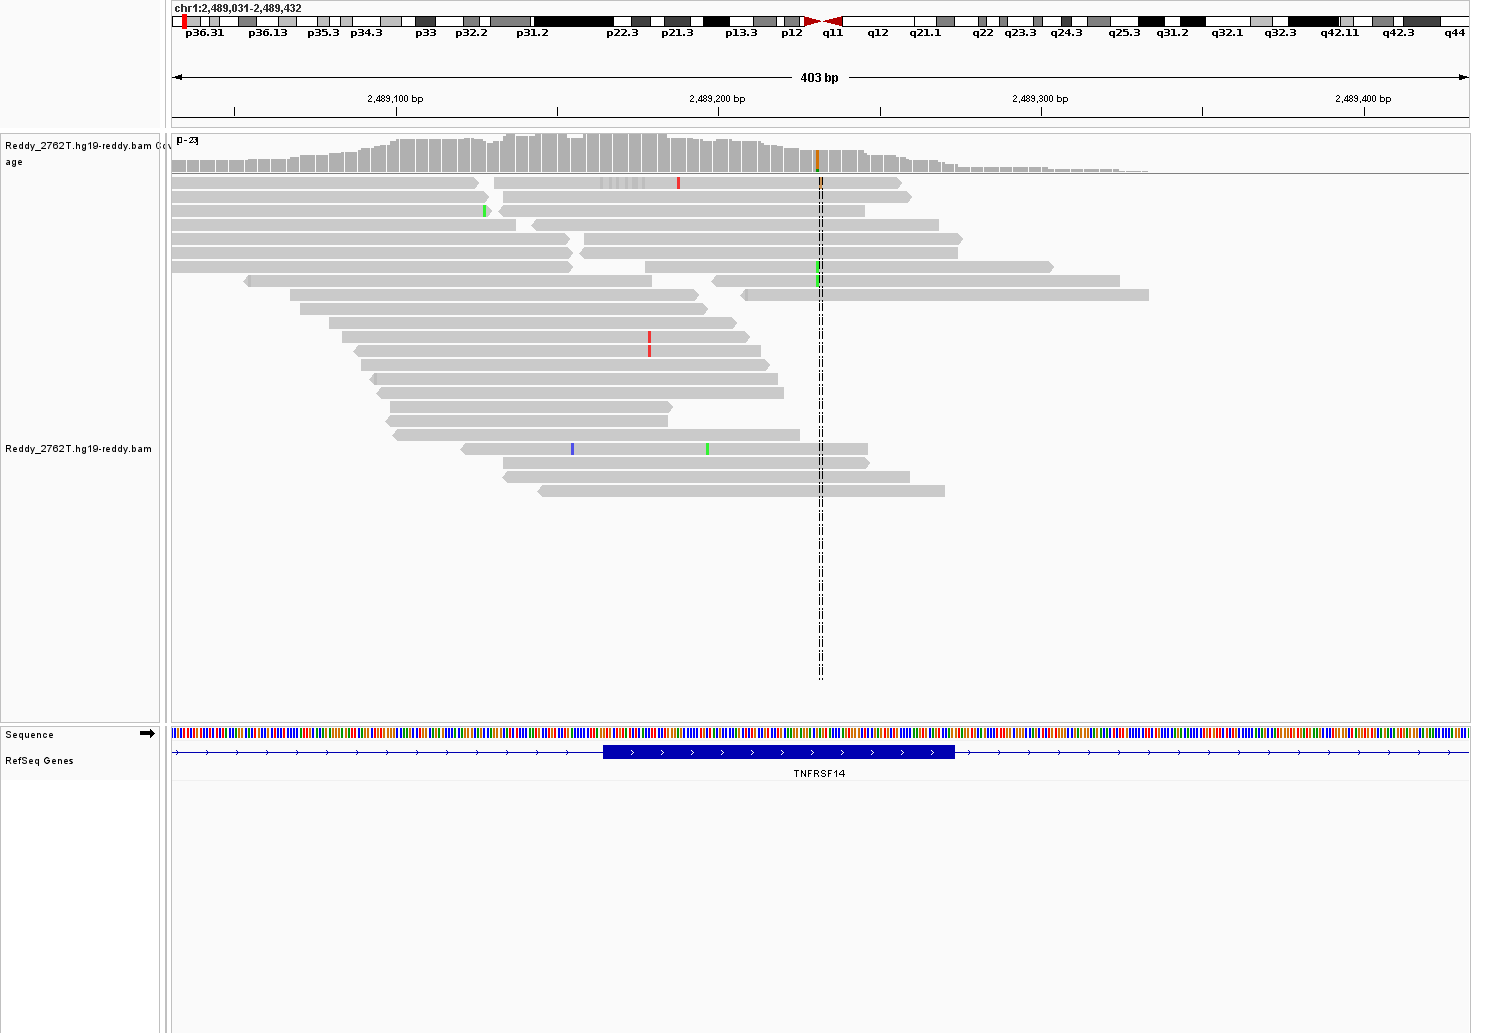 chr1:2,489,031-2,489,432
p36.31 p36.13 p35.3 p34.3 p33 p32.2 p31.2 p22.3 p21.3 p13.3 p12 q11 q12 q21.1 q22 q23.3 q24.3 q25.3 q31.2 q32.1 q32.3 q42.11 q42.3 q44
403 bp
2,489,100 bp 2,489,200 bp 2,489,300 bp 2,489,400 bp
[0 - 23]
Reddy_2762T.hg19-reddy.bam Cov
age
Reddy_2762T.hg19-reddy.bam
Sequence
RefSeq Genes
TNFRSF14